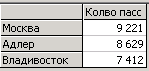 Колво пасс
Москва 9 221
Адлер 8 629
Владивосток 7 412